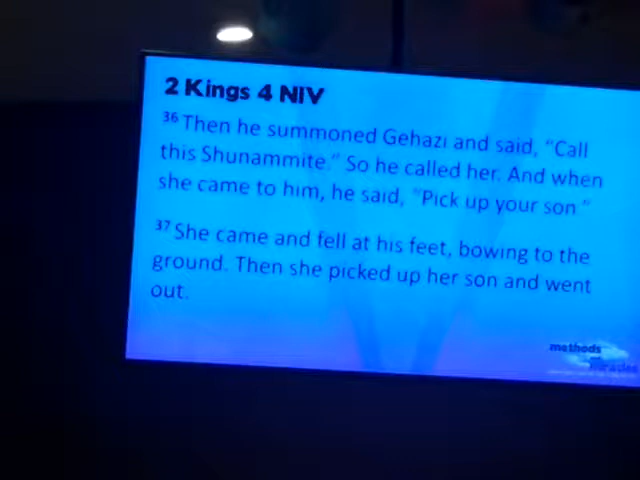 2 Kings 4 NIV
36 Then he summoned Gehazi and said, "Call
this Shunammite." So he called her. And when
she came to him, he said, "Pick up your son."
37 She came and fell at his feet, bowing to the
ground. Then she picked up her son and went
out.
methods
and
miracles